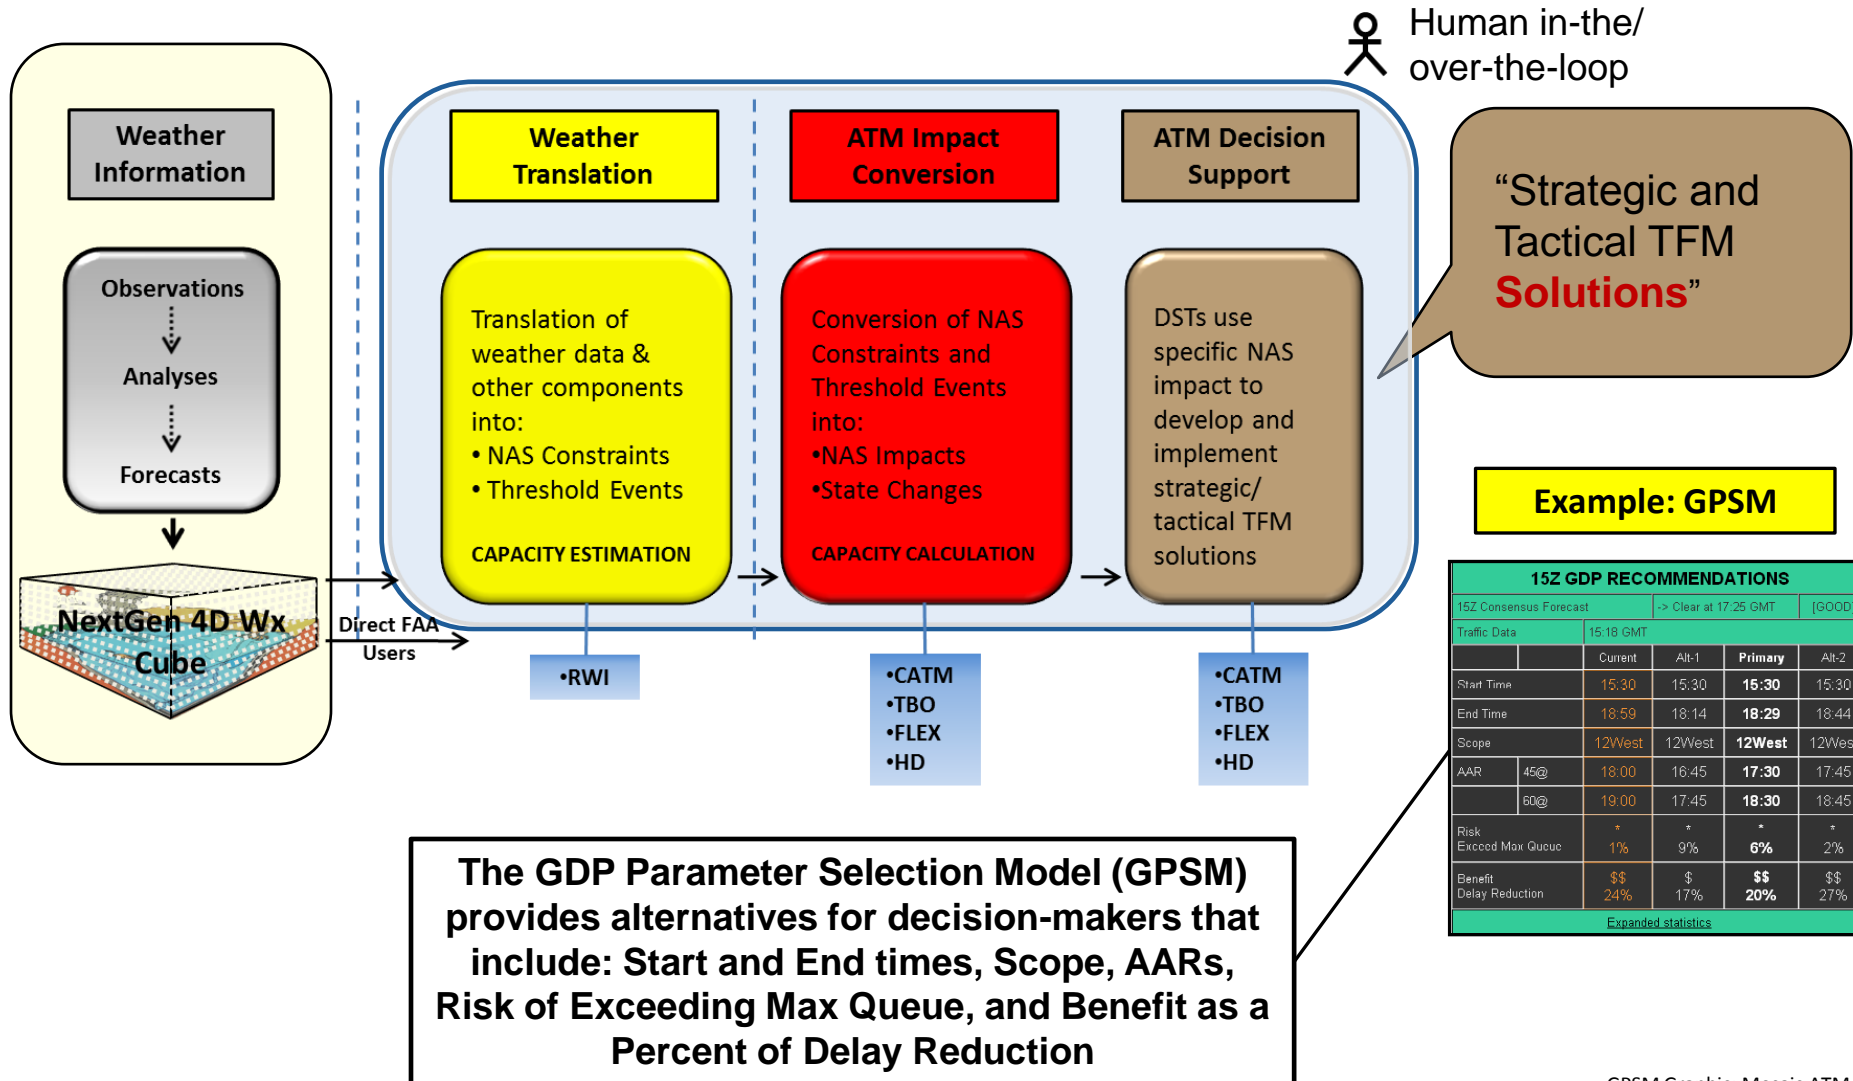 Human in-the/
over-the-loop
Weather
Information
Weather
Translation
ATM Impact
Conversion
ATM Decision
Support
“Strategic and
Tactical TFM
Solutions”
Observations
Analyses
Forecasts
NextGen 4D Wx
Cube
Direct FAA
Users
Translation of
weather data &
other components
into:
• NAS Constraints
• Threshold Events
CAPACITY ESTIMATION
Conversion of NAS
Constraints and
Threshold Events
into:
•NAS Impacts
•State Changes
CAPACITY CALCULATION
DSTs use
specific NAS
impact to
develop and
implement
strategic/
tactical TFM
solutions
•RWI
•CATM
•TBO
•FLEX
•HD
•CATM
•TBO
•FLEX
•HD
Example: GPSM
15Z GDP RECOMMENDATIONS
15Z Consensus Forecast -> Clear at 17:25 GMT [GOOD
Traffic Data 15:18 GMT
Current Alt-1 Primary Alt-2
Start Time 15:30 15:30 15:30 15:30
End Time 18:59 18:14 18:29 18:44
Scope 12West 12West 12West 12Wes
AAR 45@ 18:00 16:45 17:30 17:45
60@ 19:00 17:45 18:30 18:45
Risk * * * *
Exceed Max Queue 1% 9% 6% 2%
Benefit $$ $ $$ $$
Delay Reduction 24% 17% 20% 27%
Expanded statistics
The GDP Parameter Selection Model (GPSM)
provides alternatives for decision-makers that
include: Start and End times, Scope, AARs,
Risk of Exceeding Max Queue, and Benefit as a
Percent of Delay Reduction
GPSM Graphic: Mosaic ATM